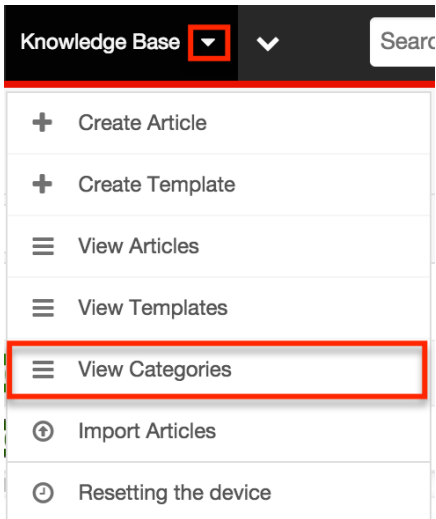 Knowledge Base
Searc
Create Article
Create Template
View Articles
View Templates
View Categories
Import Articles
Resetting the device